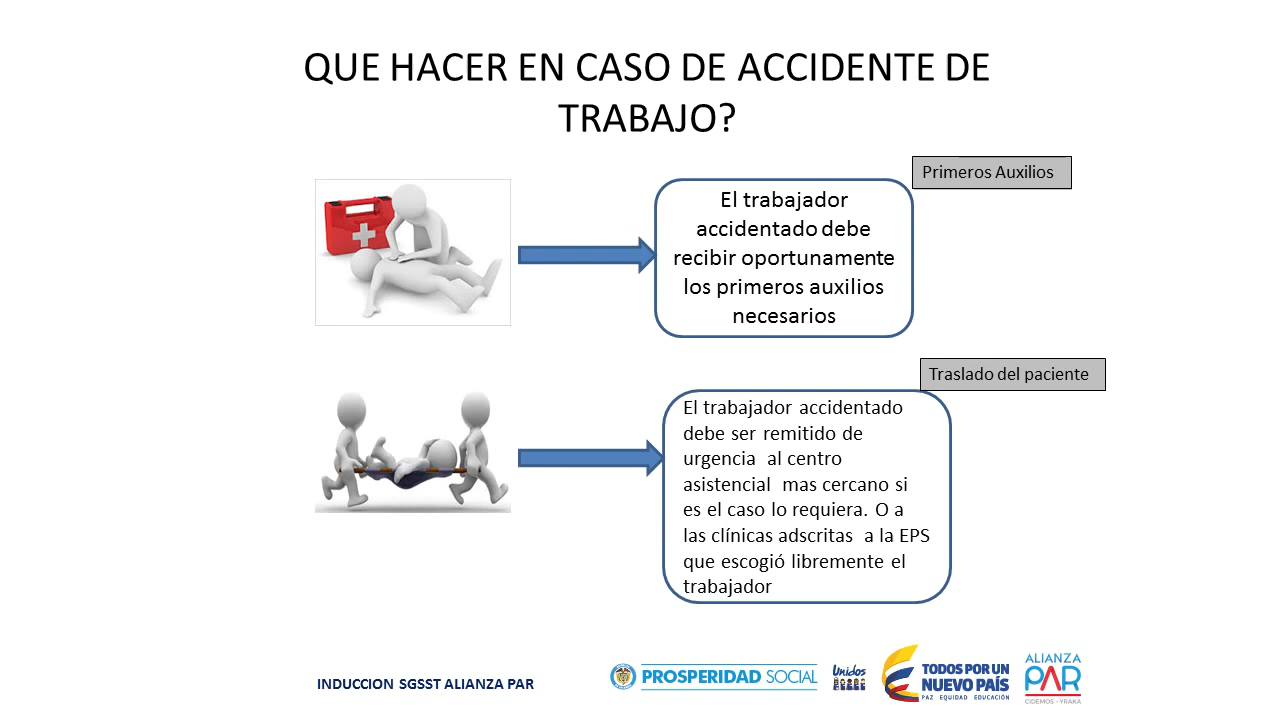 QUE HACER EN CASO DE ACCIDENTE DE
TRABAJO?
Primeros Auxilios
El trabajador
accidentado debe
recibir oportunamente
los primeros auxilios
necesarios
Traslado del paciente
El trabajador accidentado
debe ser remitido de
urgencia al centro
asistencial mas cercano si
es el caso lo requiera. O a
las clínicas adscritas a la EPS
que escogió libremente el
trabajador
INDUCCION SGSST ALIANZA PAR
PROSPERIDAD SOCIAL
Unidos
TODOS POR UN
NUEVO PAÍS
PAZ EQUIDAD EDUCACIÓN
ALIANZA
PAR
CIDEMOS - YRAKA